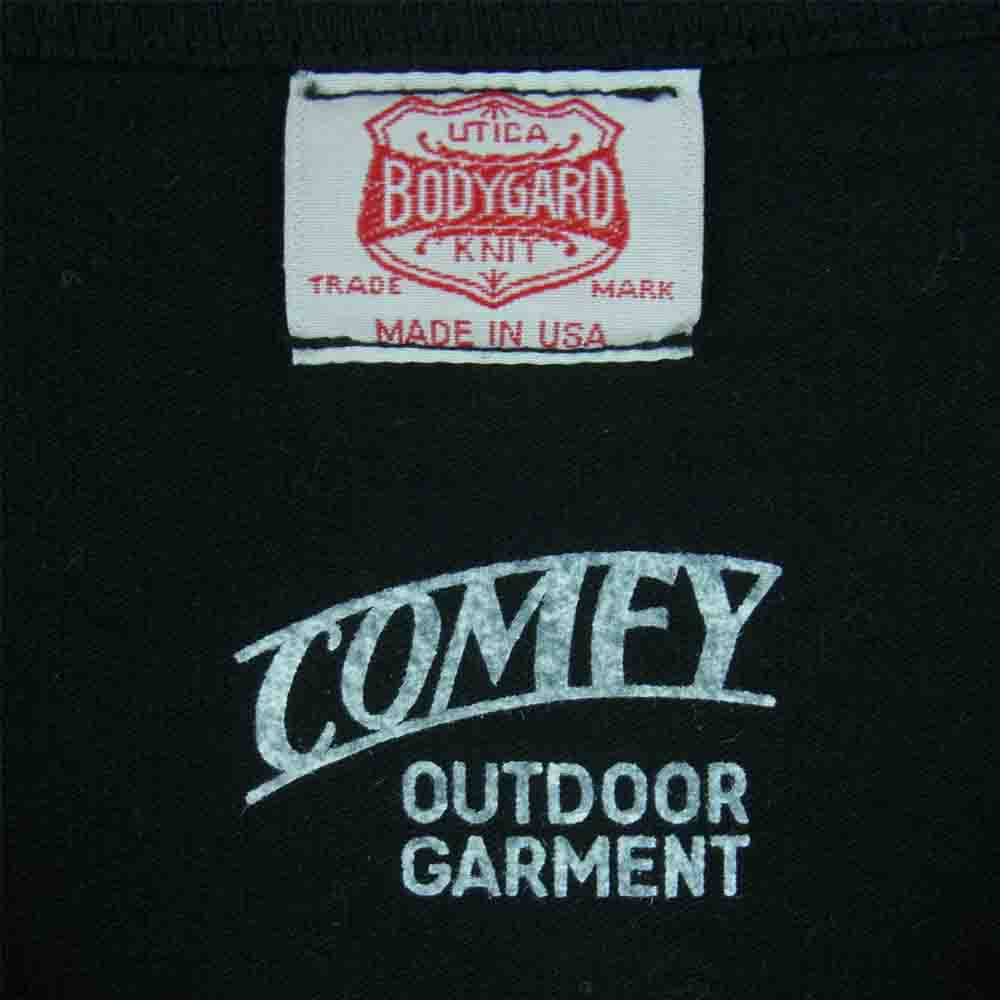 UTICA
BODYGARD
KNIT
TRADE MARK
MADE IN USA
COMFY
OUTDOOR
GARMENT